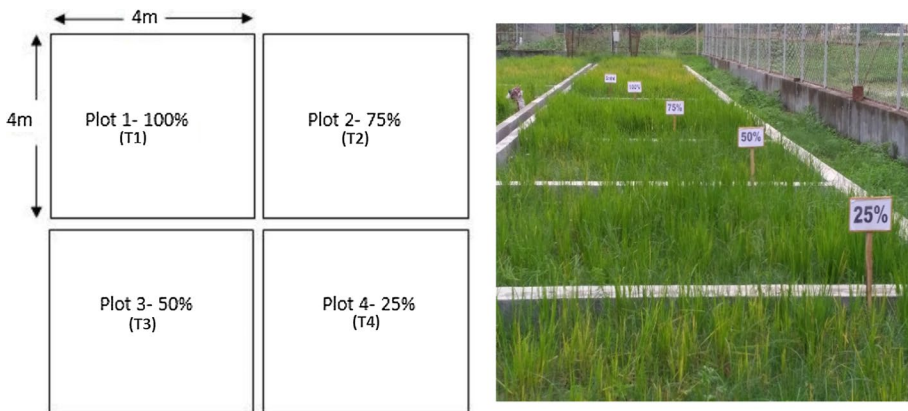 4m
4m
Plot 1- 100%
(T1)
Plot 2- 75%
(T2)
Plot 3- 50%
(T3)
Plot 4- 25%
(T4)
100%
75%
50%
25%